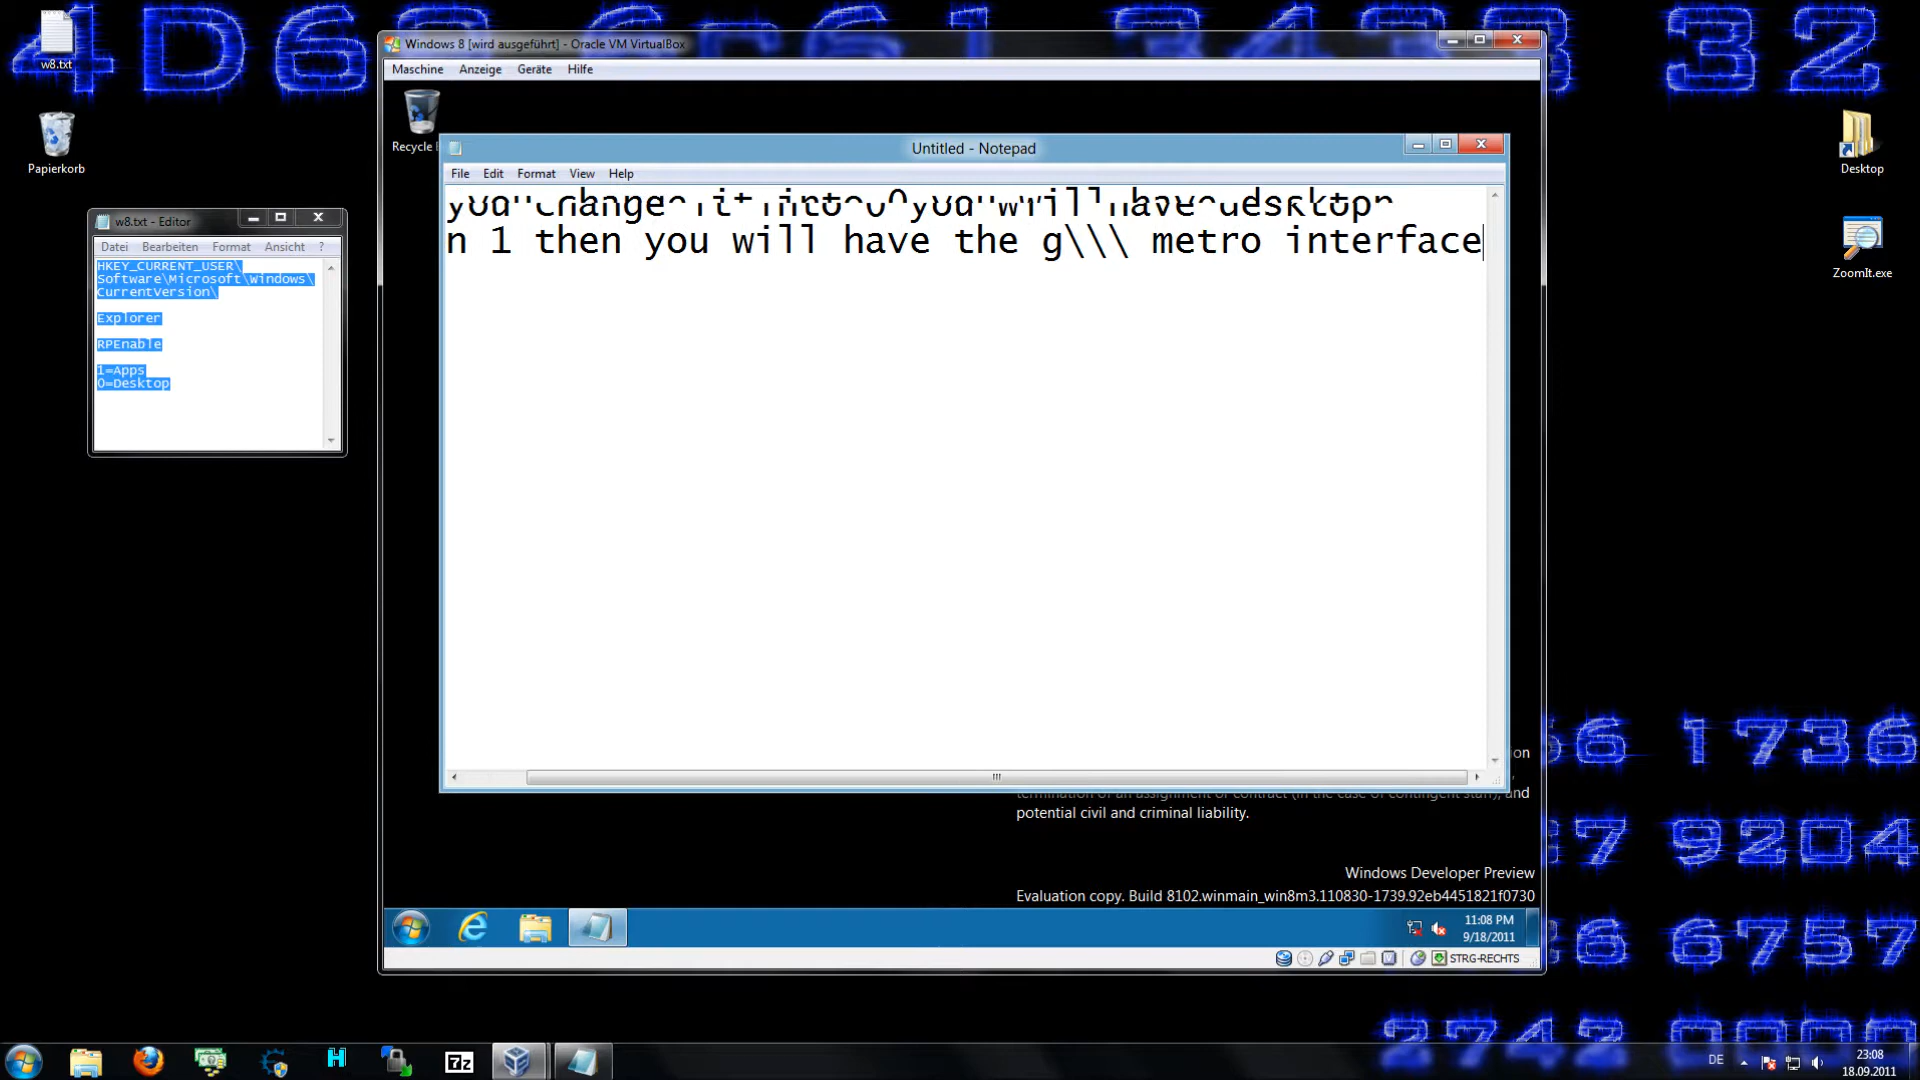 4D6
32
w8.txt
Papierkorb
Desktop
ZoomIt.exe
w8.txt - Editor
Datei Bearbeiten Format Ansicht ?
HKEY_CURRENT_USER\
Software\Microsoft\Windows\
CurrentVersion\
Explorer
RPEnable
1=Apps
0=Desktop
Windows 8 [wird ausgeführt] - Oracle VM VirtualBox
Maschine Anzeige Geräte Hilfe
Recycle
Untitled - Notepad
File Edit Format View Help
n 1 then you will have the g\\\ metro interface
potential civil and criminal liability.
Windows Developer Preview
Evaluation copy. Build 8102.winmain_win8m3.110830-1739.92eb4451821f0730
11:08 PM
9/18/2011
STRG-RECHTS
1736
9204
6757
2742
7z
DE
23:08
18.09.2011